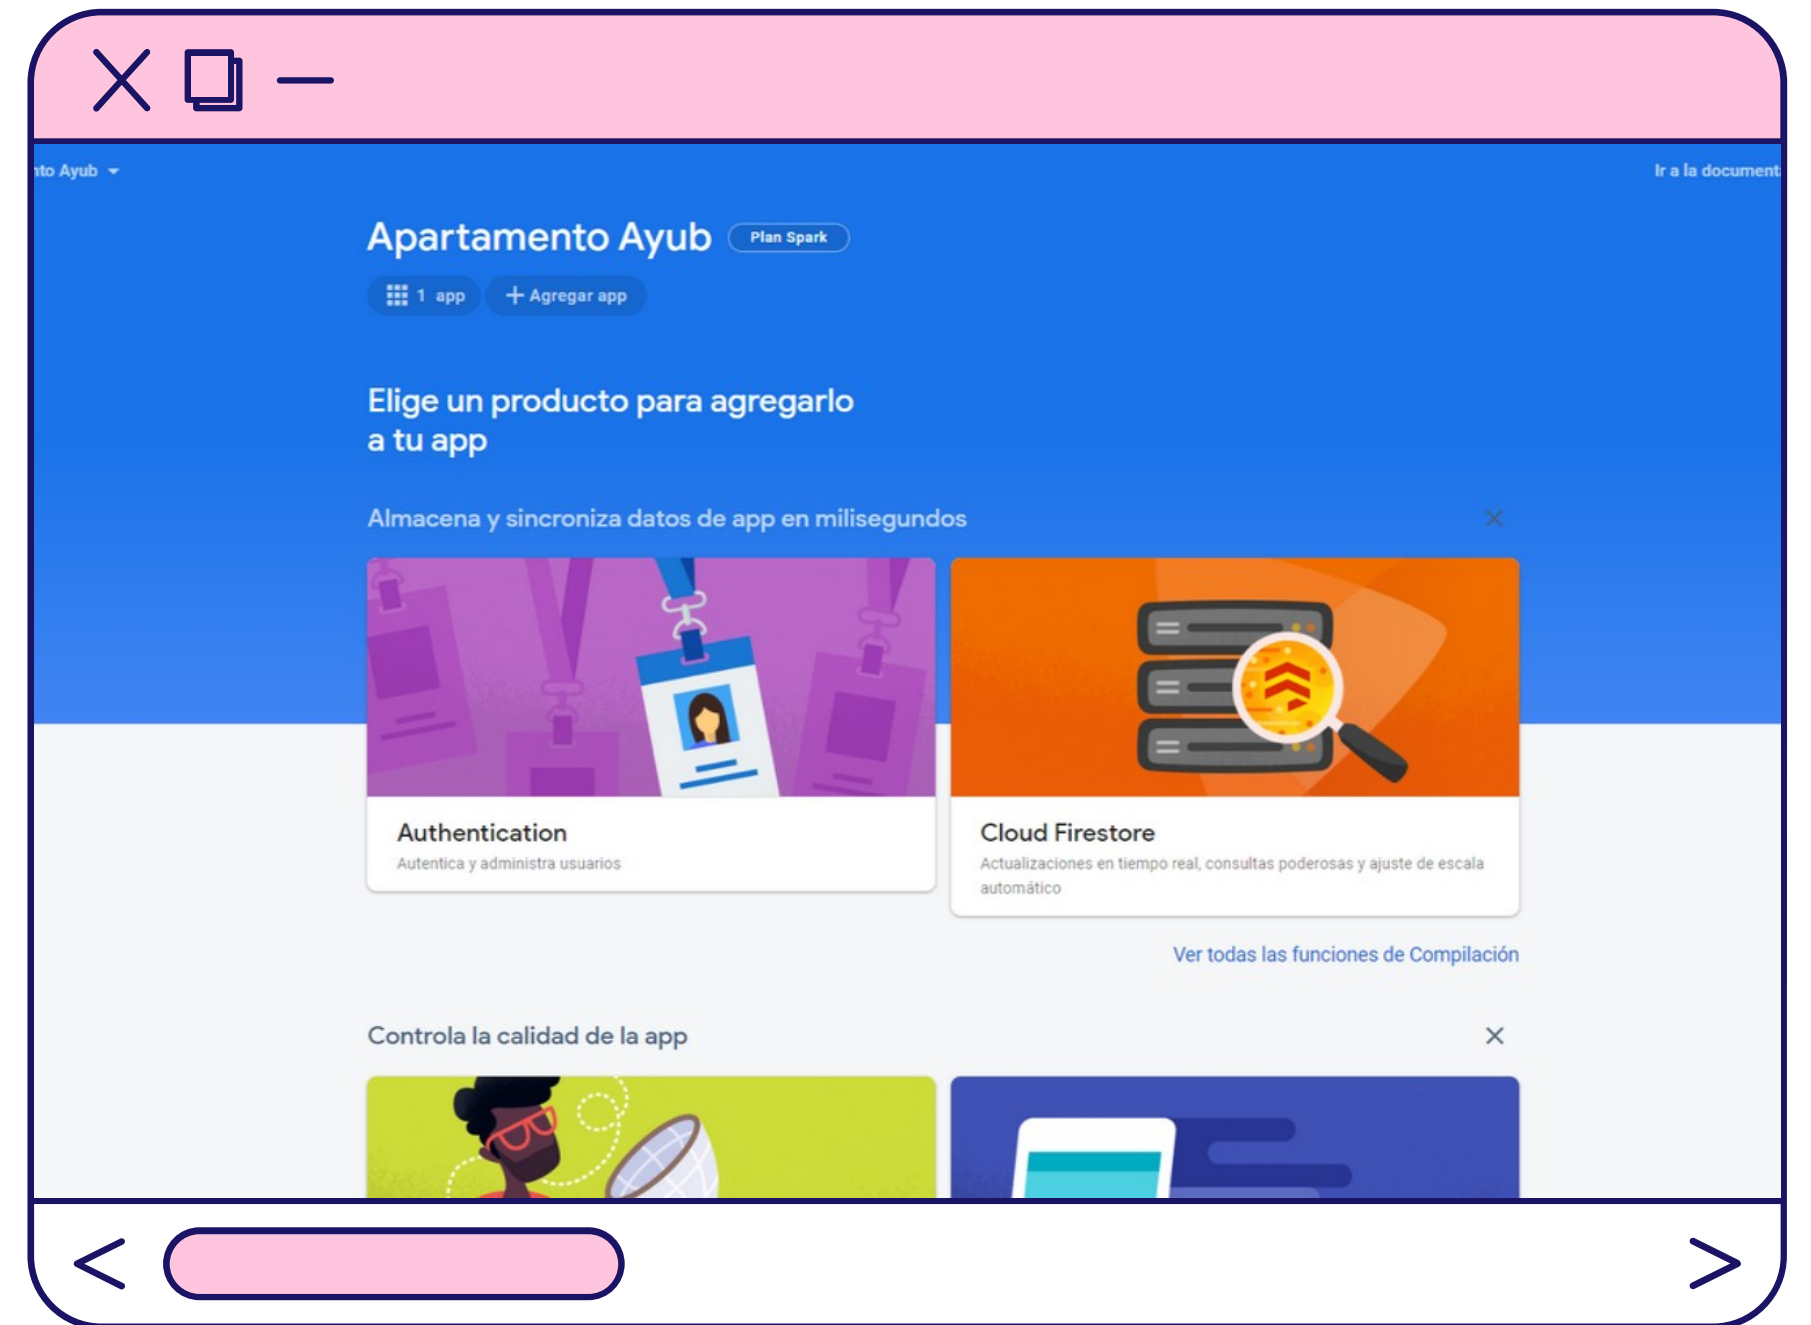 Ayub
Ir a la
Apartamento Ayub Plan Spark
1 app + Agregar app
Elige un producto para agregarlo
a tu app
Almacena y sincroniza datos de app en milisegundos
Authentication
Autentica y administra usuarios
Cloud Firestore
Actualizaciones en tiempo real, consultas poderosas y ajuste de escala
automático
Ver todas las funciones de Compilación
Controla la calidad de la app